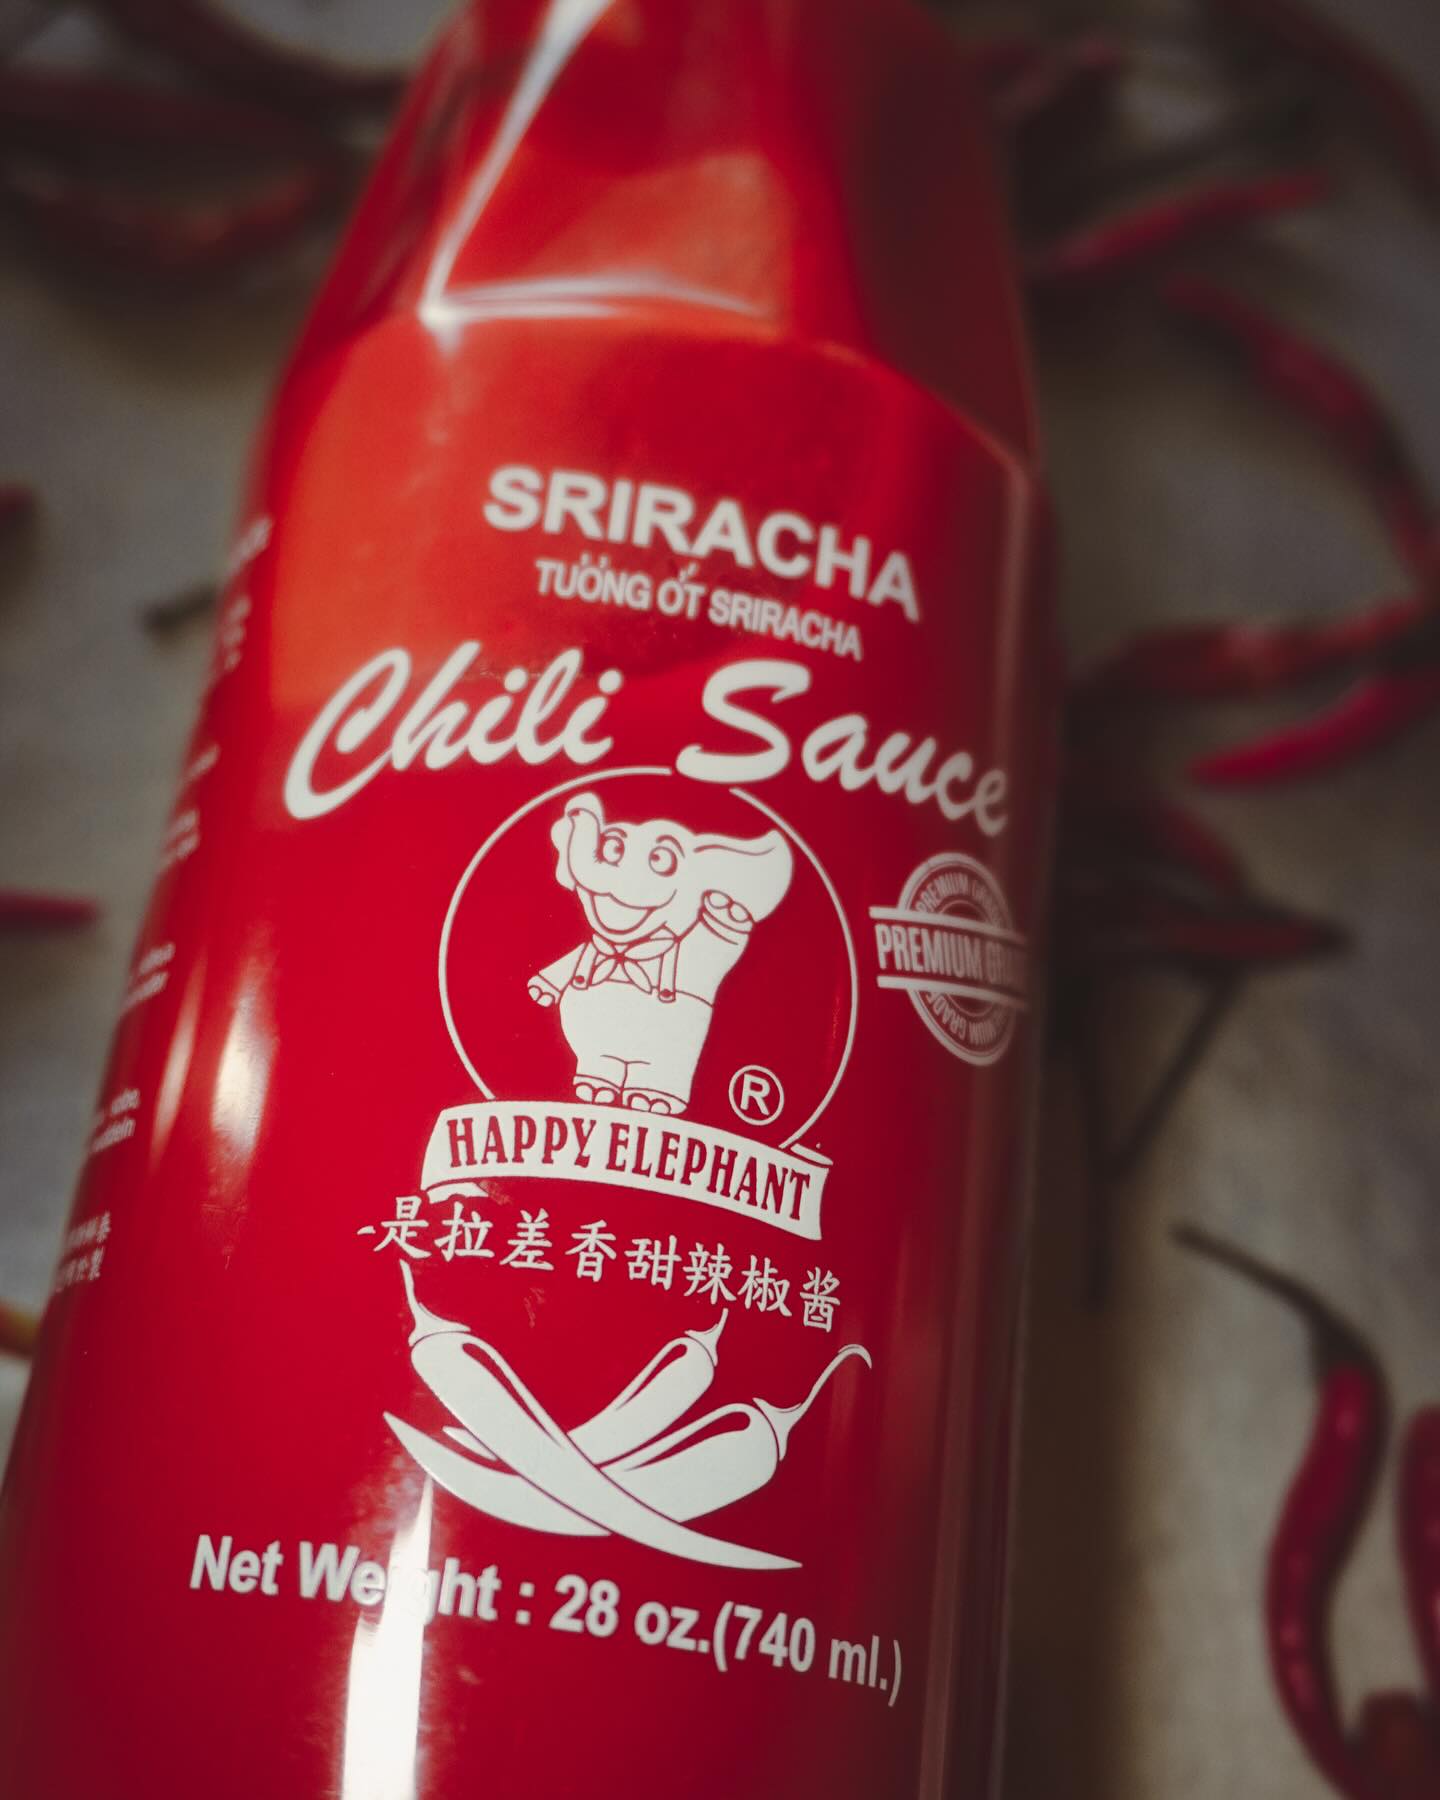 SRIRACHA
TƯỜNG ỚT SRIRACHA
Chili Sauce
PREMIUM
PREMIUM
®
HAPPY ELEPHANT
是拉差香甜辣椒酱
Net Weight : 28 oz.(740 ml.)